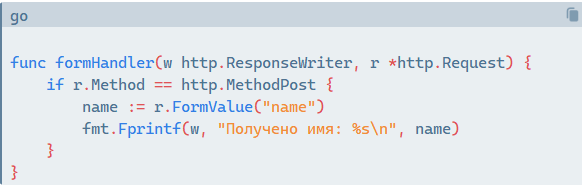 go
func formHandler(w http.ResponseWriter, r *http.Request) {
    if r.Method == http.MethodPost {
        name := r.FormValue("name")
        fmt.Fprintf(w, "Получено имя: %s\n", name)
    }
}